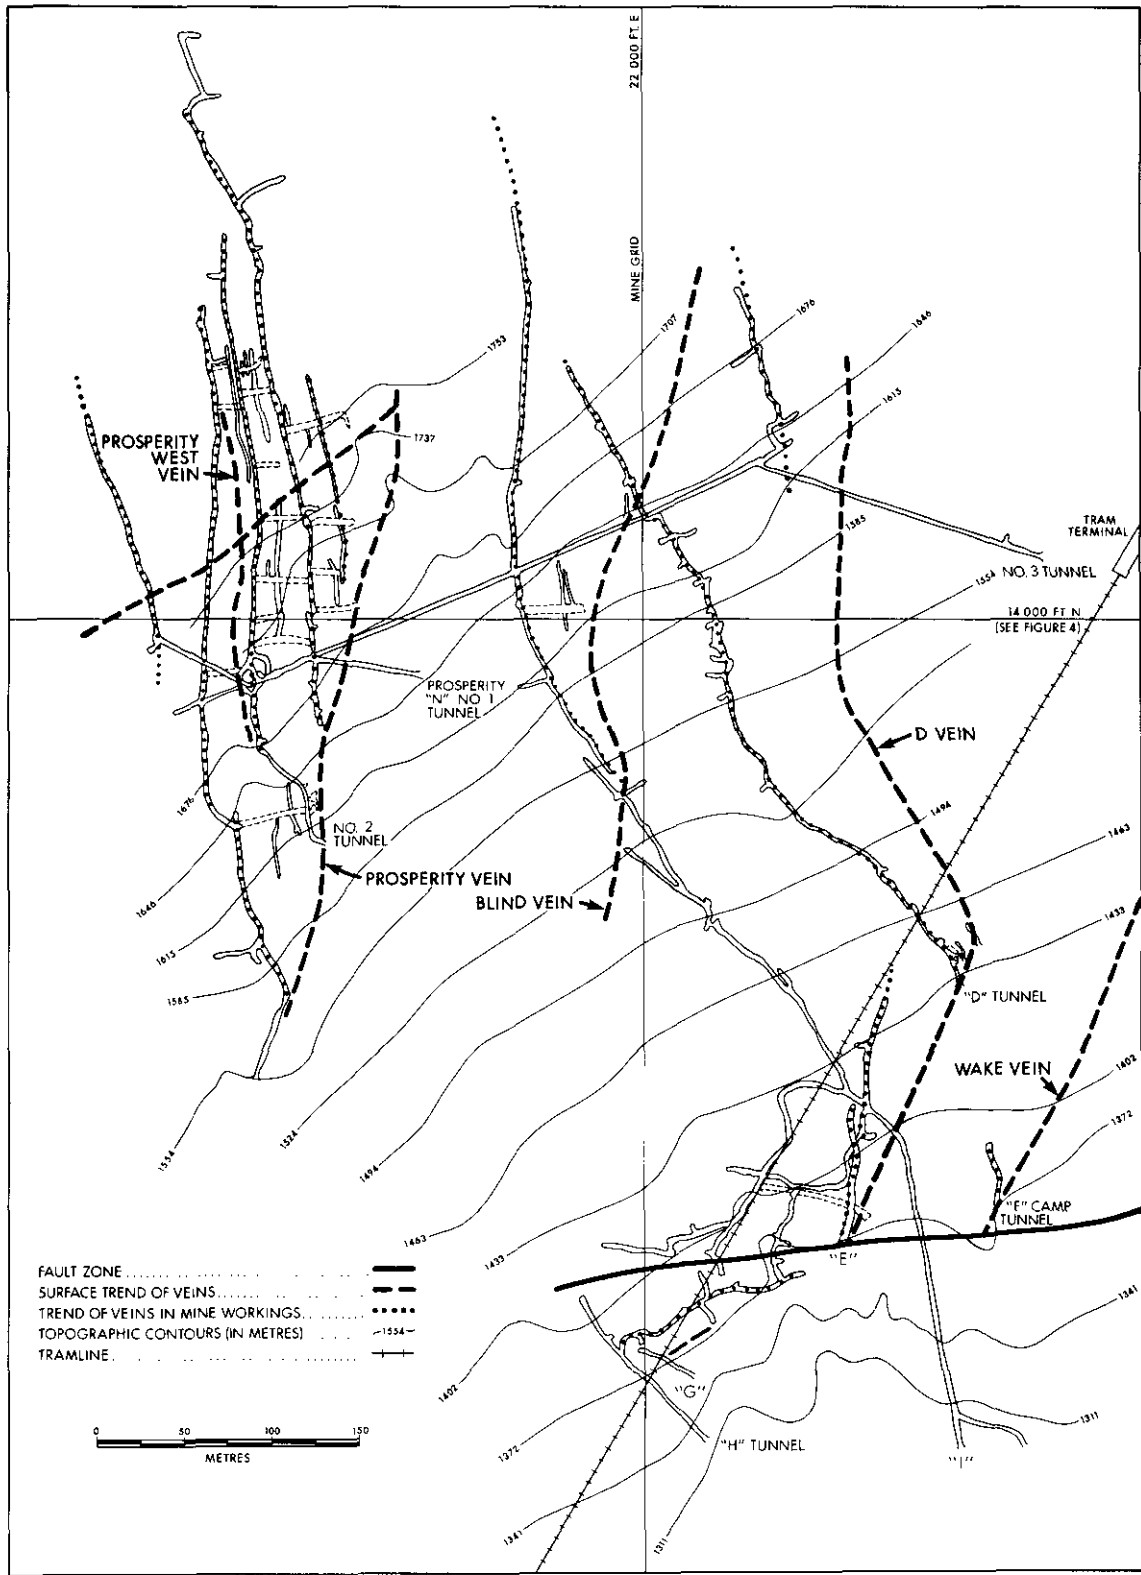 22 000 FT. E
MINE GRID
1753
1707
1676
1646
1615
1737
PROSPERITY
WEST
VEIN
1585
TRAM
TERMINAL
1554
NO. 3 TUNNEL
14 000 FT N
(SEE FIGURE 4)
PROSPERITY
"N" NO 1
TUNNEL
D VEIN
1676
NO. 2
TUNNEL
1494
1463
PROSPERITY VEIN
BLIND VEIN
1646
1615
1433
1585
"D" TUNNEL
WAKE VEIN
1402
1372
1554
1524
1494
"F" CAMP
TUNNEL
1463
1433
"E"
FAULT ZONE
SURFACE TREND OF VEINS
TREND OF VEINS IN MINE WORKINGS
TOPOGRAPHIC CONTOURS (IN METRES) 1554
TRAMLINE
1341
1402
"G"
1311
0 50 100 150
METRES
1372
"H" TUNNEL
"I"
1341
1311